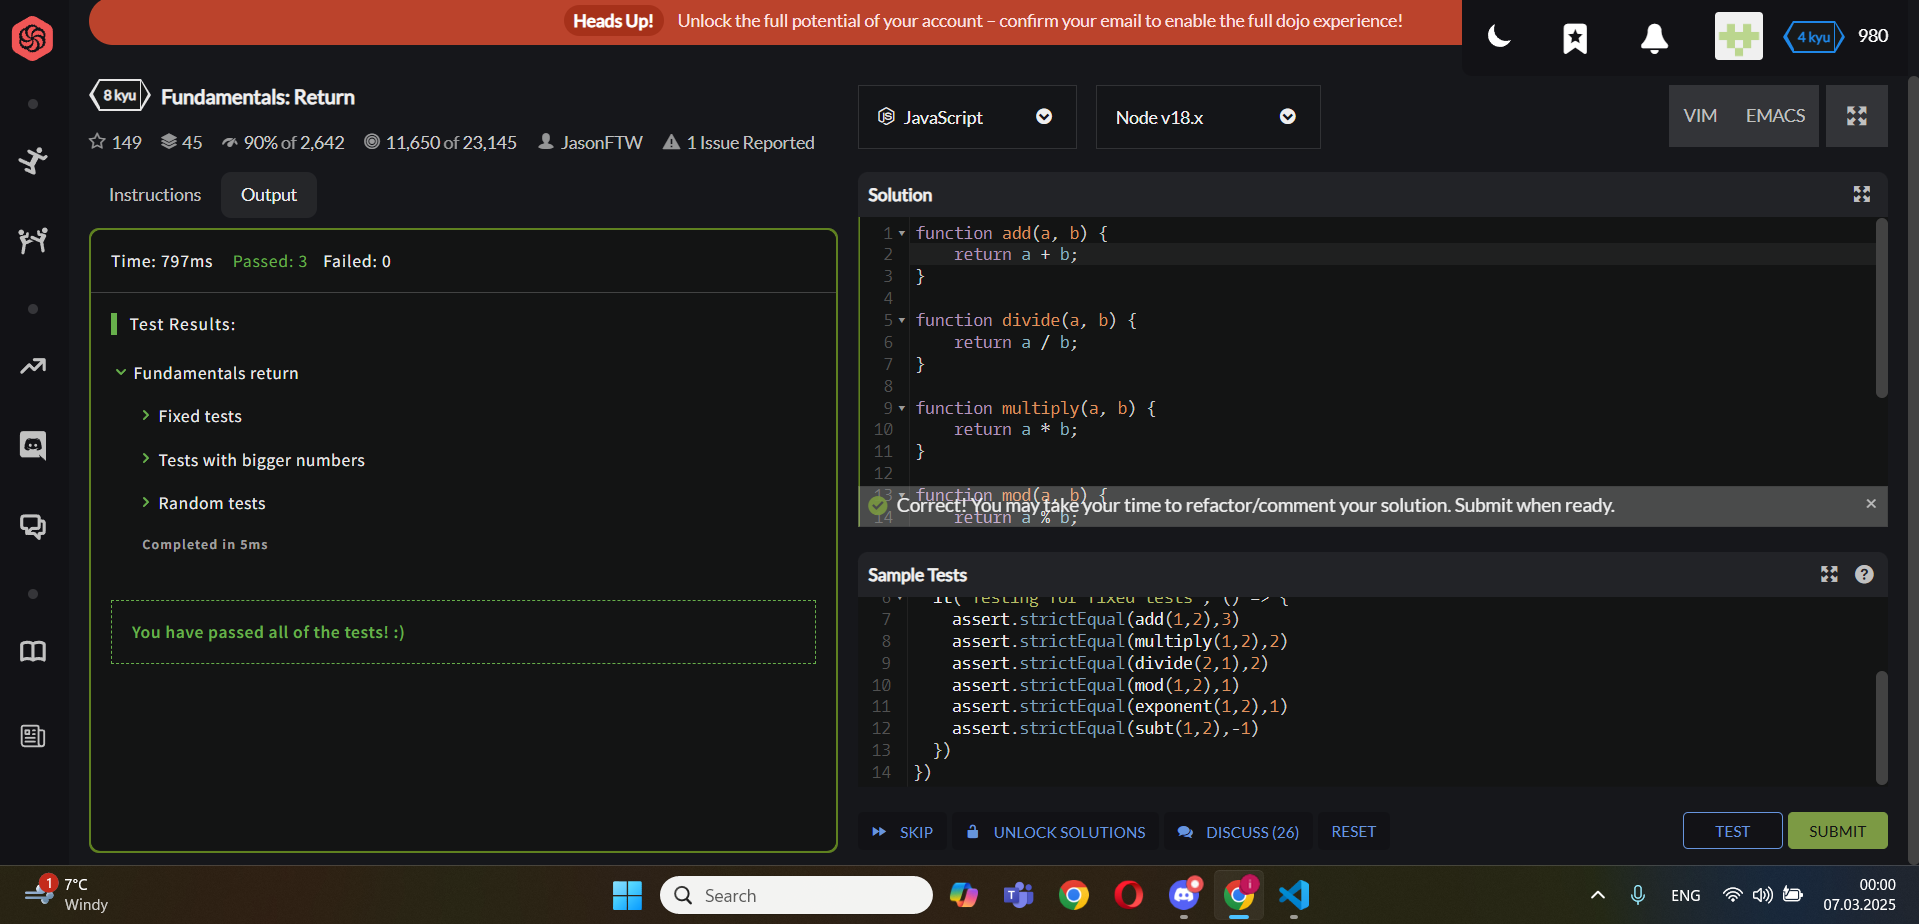 Heads Up! Unlock the full potential of your account – confirm your email to enable the full dojo experience!
4 kyu 980
8 kyu Fundamentals: Return
149 45 90% of 2,642 11,650 of 23,145 JasonFTW 1 Issue Reported
Instructions Output
Time: 797ms Passed: 3 Failed: 0
Test Results:
Fundamentals return
Fixed tests
Tests with bigger numbers
Random tests
Completed in 5ms
You have passed all of the tests! :)
JavaScript
Node v18.x
VIM EMACS
Solution
1 function add(a, b) {
2 return a + b;
3 }
4
5 function divide(a, b) {
6 return a / b;
7 }
8
9 function multiply(a, b) {
10 return a * b;
11 }
12
13 function mod(a, b) {
14 return a % b;
Correct! You may take your time to refactor/comment your solution. Submit when ready.
Sample Tests
6 it("Testing for fixed tests", () => {
7 assert.strictEqual(add(1,2),3)
8 assert.strictEqual(multiply(1,2),2)
9 assert.strictEqual(divide(2,1),2)
10 assert.strictEqual(mod(1,2),1)
11 assert.strictEqual(exponent(1,2),1)
12 assert.strictEqual(subt(1,2),-1)
13 })
14 })
SKIP UNLOCK SOLUTIONS DISCUSS (26) RESET
TEST SUBMIT
1
7°C
Windy
Search
ENG
00:00
07.03.2025